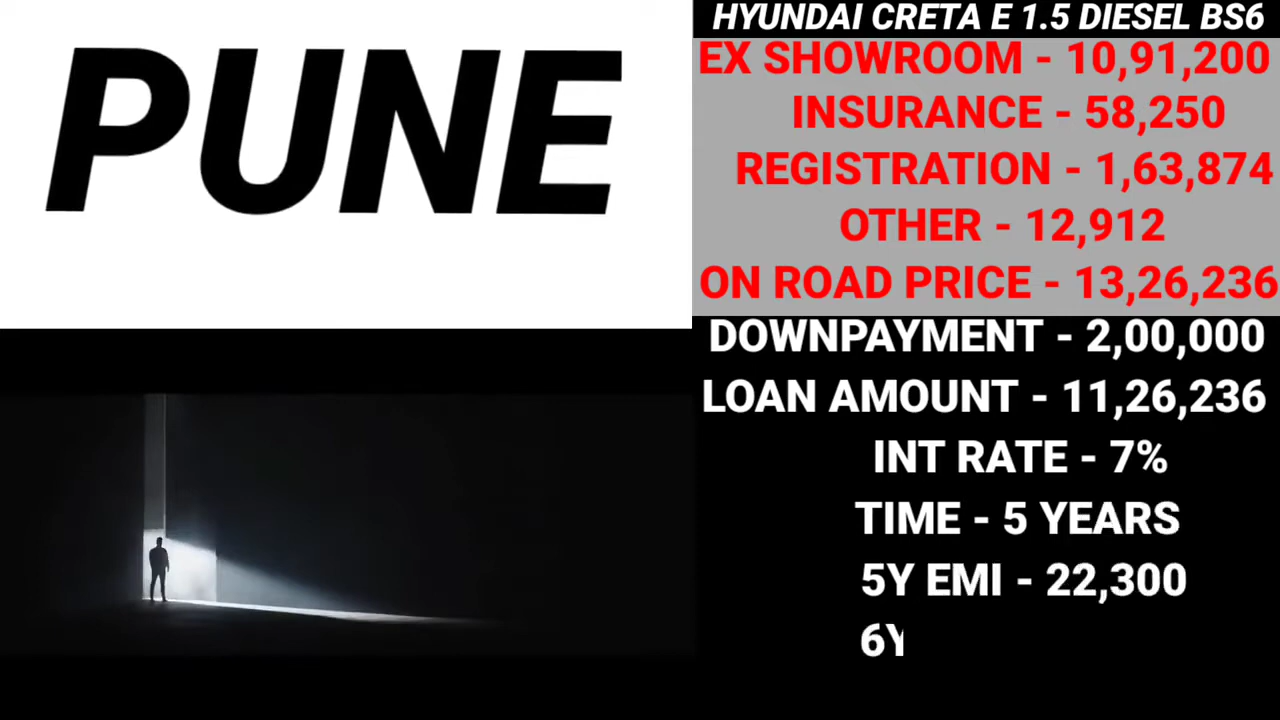 PUNE
HYUNDAI CRETA E 1.5 DIESEL BS6
EX SHOWROOM - 10,91,200
INSURANCE - 58,250
REGISTRATION - 1,63,874
OTHER - 12,912
ON ROAD PRICE - 13,26,236
DOWNPAYMENT - 2,00,000
LOAN AMOUNT - 11,26,236
INT RATE - 7%
TIME - 5 YEARS
5Y EMI - 22,300
6Y